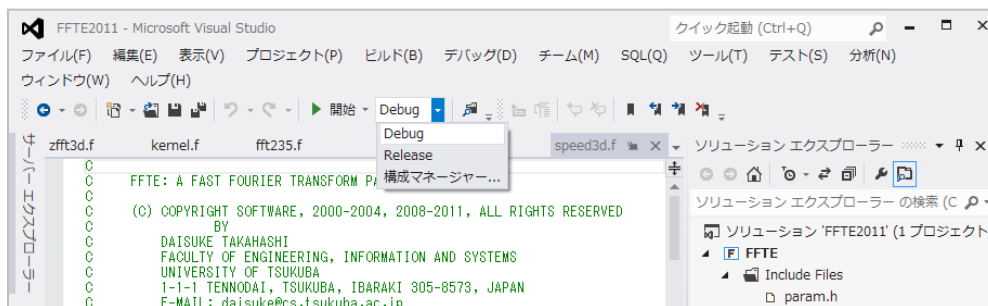 FFTE2011 - Microsoft Visual Studio
クイック起動 (Ctrl+Q)
ファイル(F) 編集(E) 表示(V) プロジェクト(P) ビルド(B) デバッグ(D) チーム(M) SQL(Q) ツール(T) テスト(S) 分析(N)
ウィンドウ(W) ヘルプ(H)
開始 Debug
Debug
Release
構成マネージャー...
サーバー エクスプローラー
zfft3d.f kernel.f fft235.f speed3d.f
C
C FFTE: A FAST FOURIER TRANSFORM
C
C (C) COPYRIGHT SOFTWARE, 2000-2004, 2008-2011, ALL RIGHTS RESERVED
C BY
C DAISUKE TAKAHASHI
C FACULTY OF ENGINEERING, INFORMATION AND SYSTEMS
C UNIVERSITY OF TSUKUBA
C 1-1-1 TENNODAI, TSUKUBA, IBARAKI 305-8573, JAPAN
C E-MAIL: daisuke@cs.tsukuba.ac.jp
ソリューション エクスプローラー
ソリューション エクスプローラー の検索 (C
ソリューション 'FFTE2011' (1 プロジェクト
FFTE
Include Files
param.h